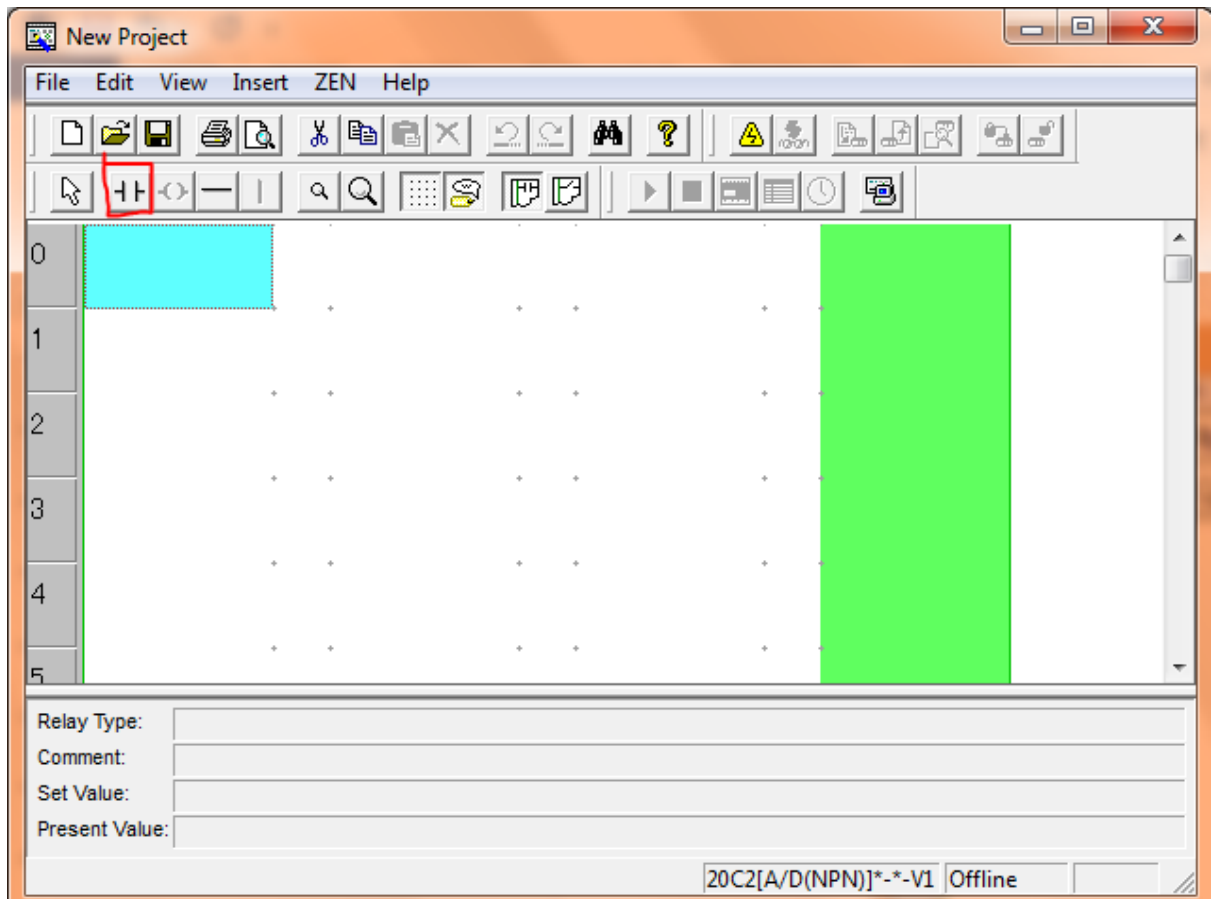 New Project
File Edit View Insert ZEN Help
0
1
2
3
4
5
Relay Type:
Comment:
Set Value:
Present Value:
20C2[A/D(NPN)]*-*-V1 Offline